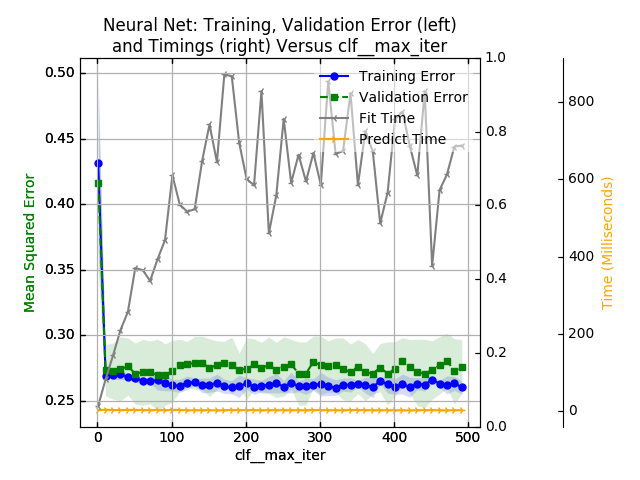 Neural Net: Training, Validation Error (left)
and Timings (right) Versus clf__max_iter
Training Error
Validation Error
Fit Time
Predict Time
Mean Squared Error
0.50
0.45
0.40
0.35
0.30
0.25
0
100
200
300
400
500
clf__max_iter
1.0
0.8
0.6
0.4
0.2
0.0
800
600
400
200
0
Time (Milliseconds)